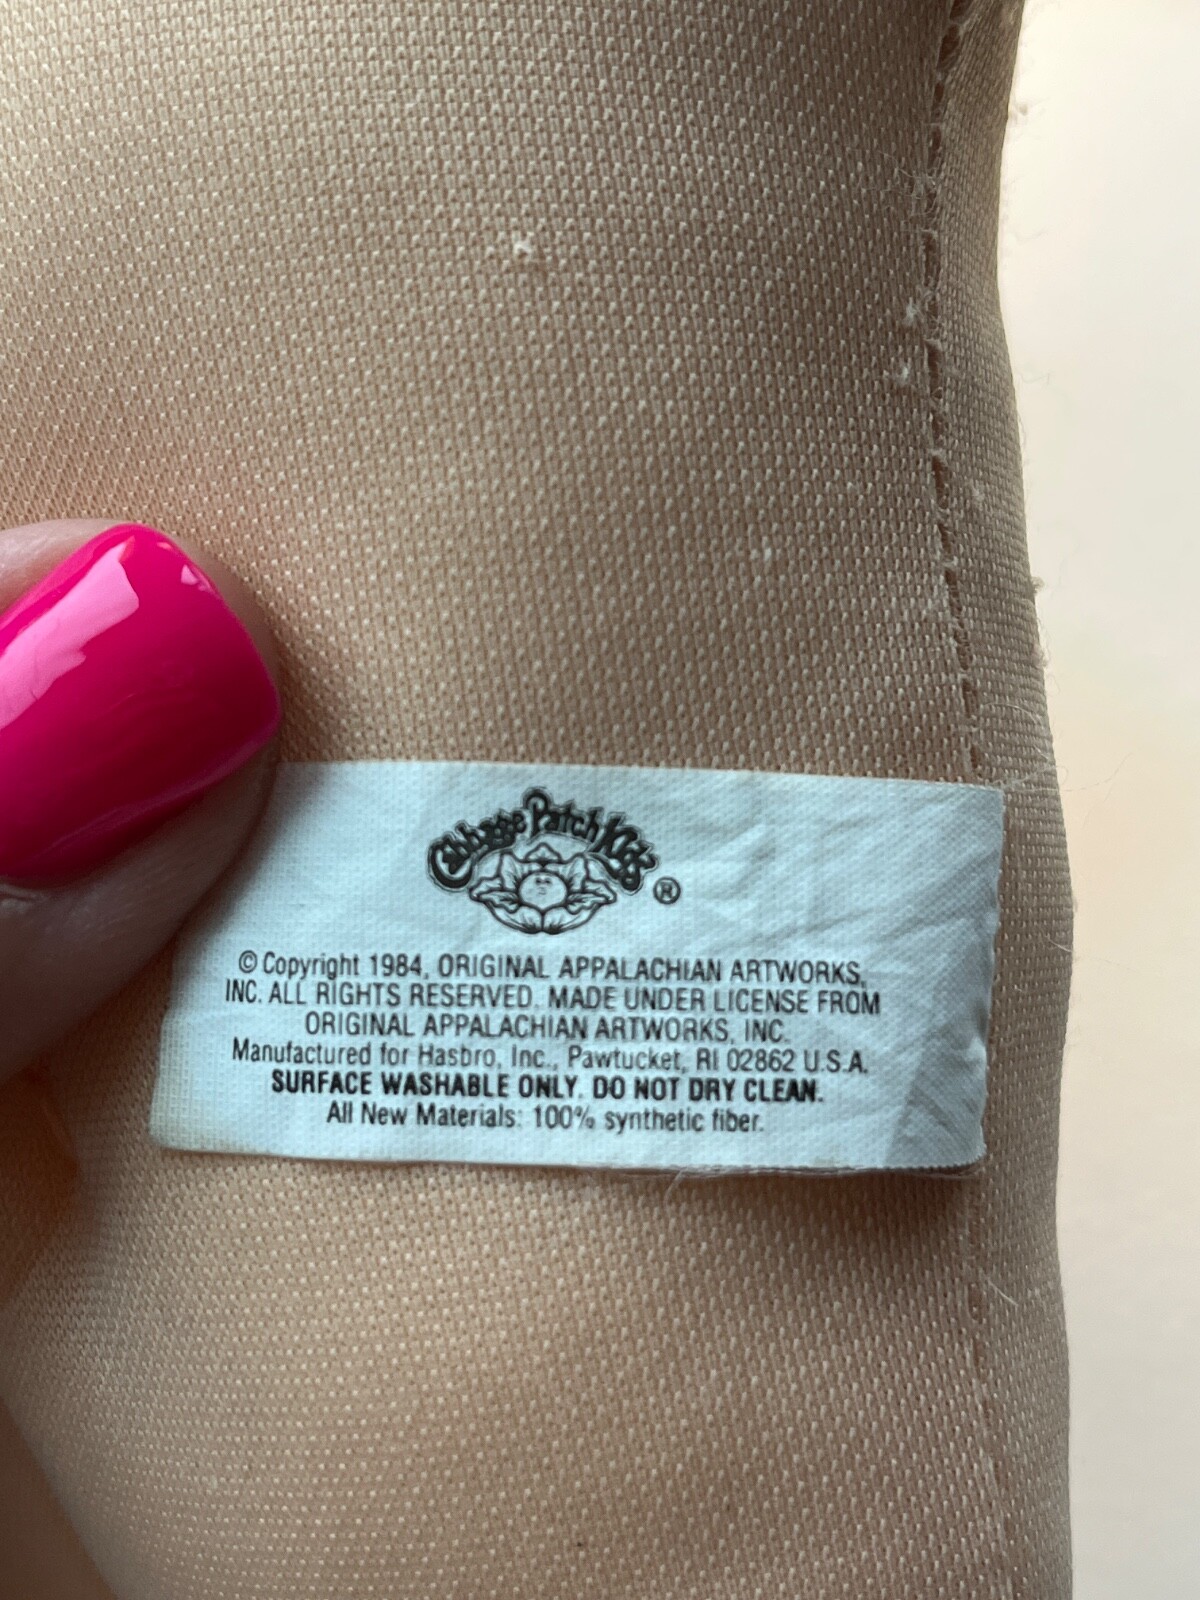 Cabbage Patch Kids ®
© Copyright 1984, ORIGINAL APPALACHIAN ARTWORKS,
INC. ALL RIGHTS RESERVED. MADE UNDER LICENSE FROM
ORIGINAL APPALACHIAN ARTWORKS, INC.
Manufactured for Hasbro, Inc., Pawtucket, RI 02862 U.S.A.
SURFACE WASHABLE ONLY. DO NOT DRY CLEAN.
All New Materials: 100% synthetic fiber.